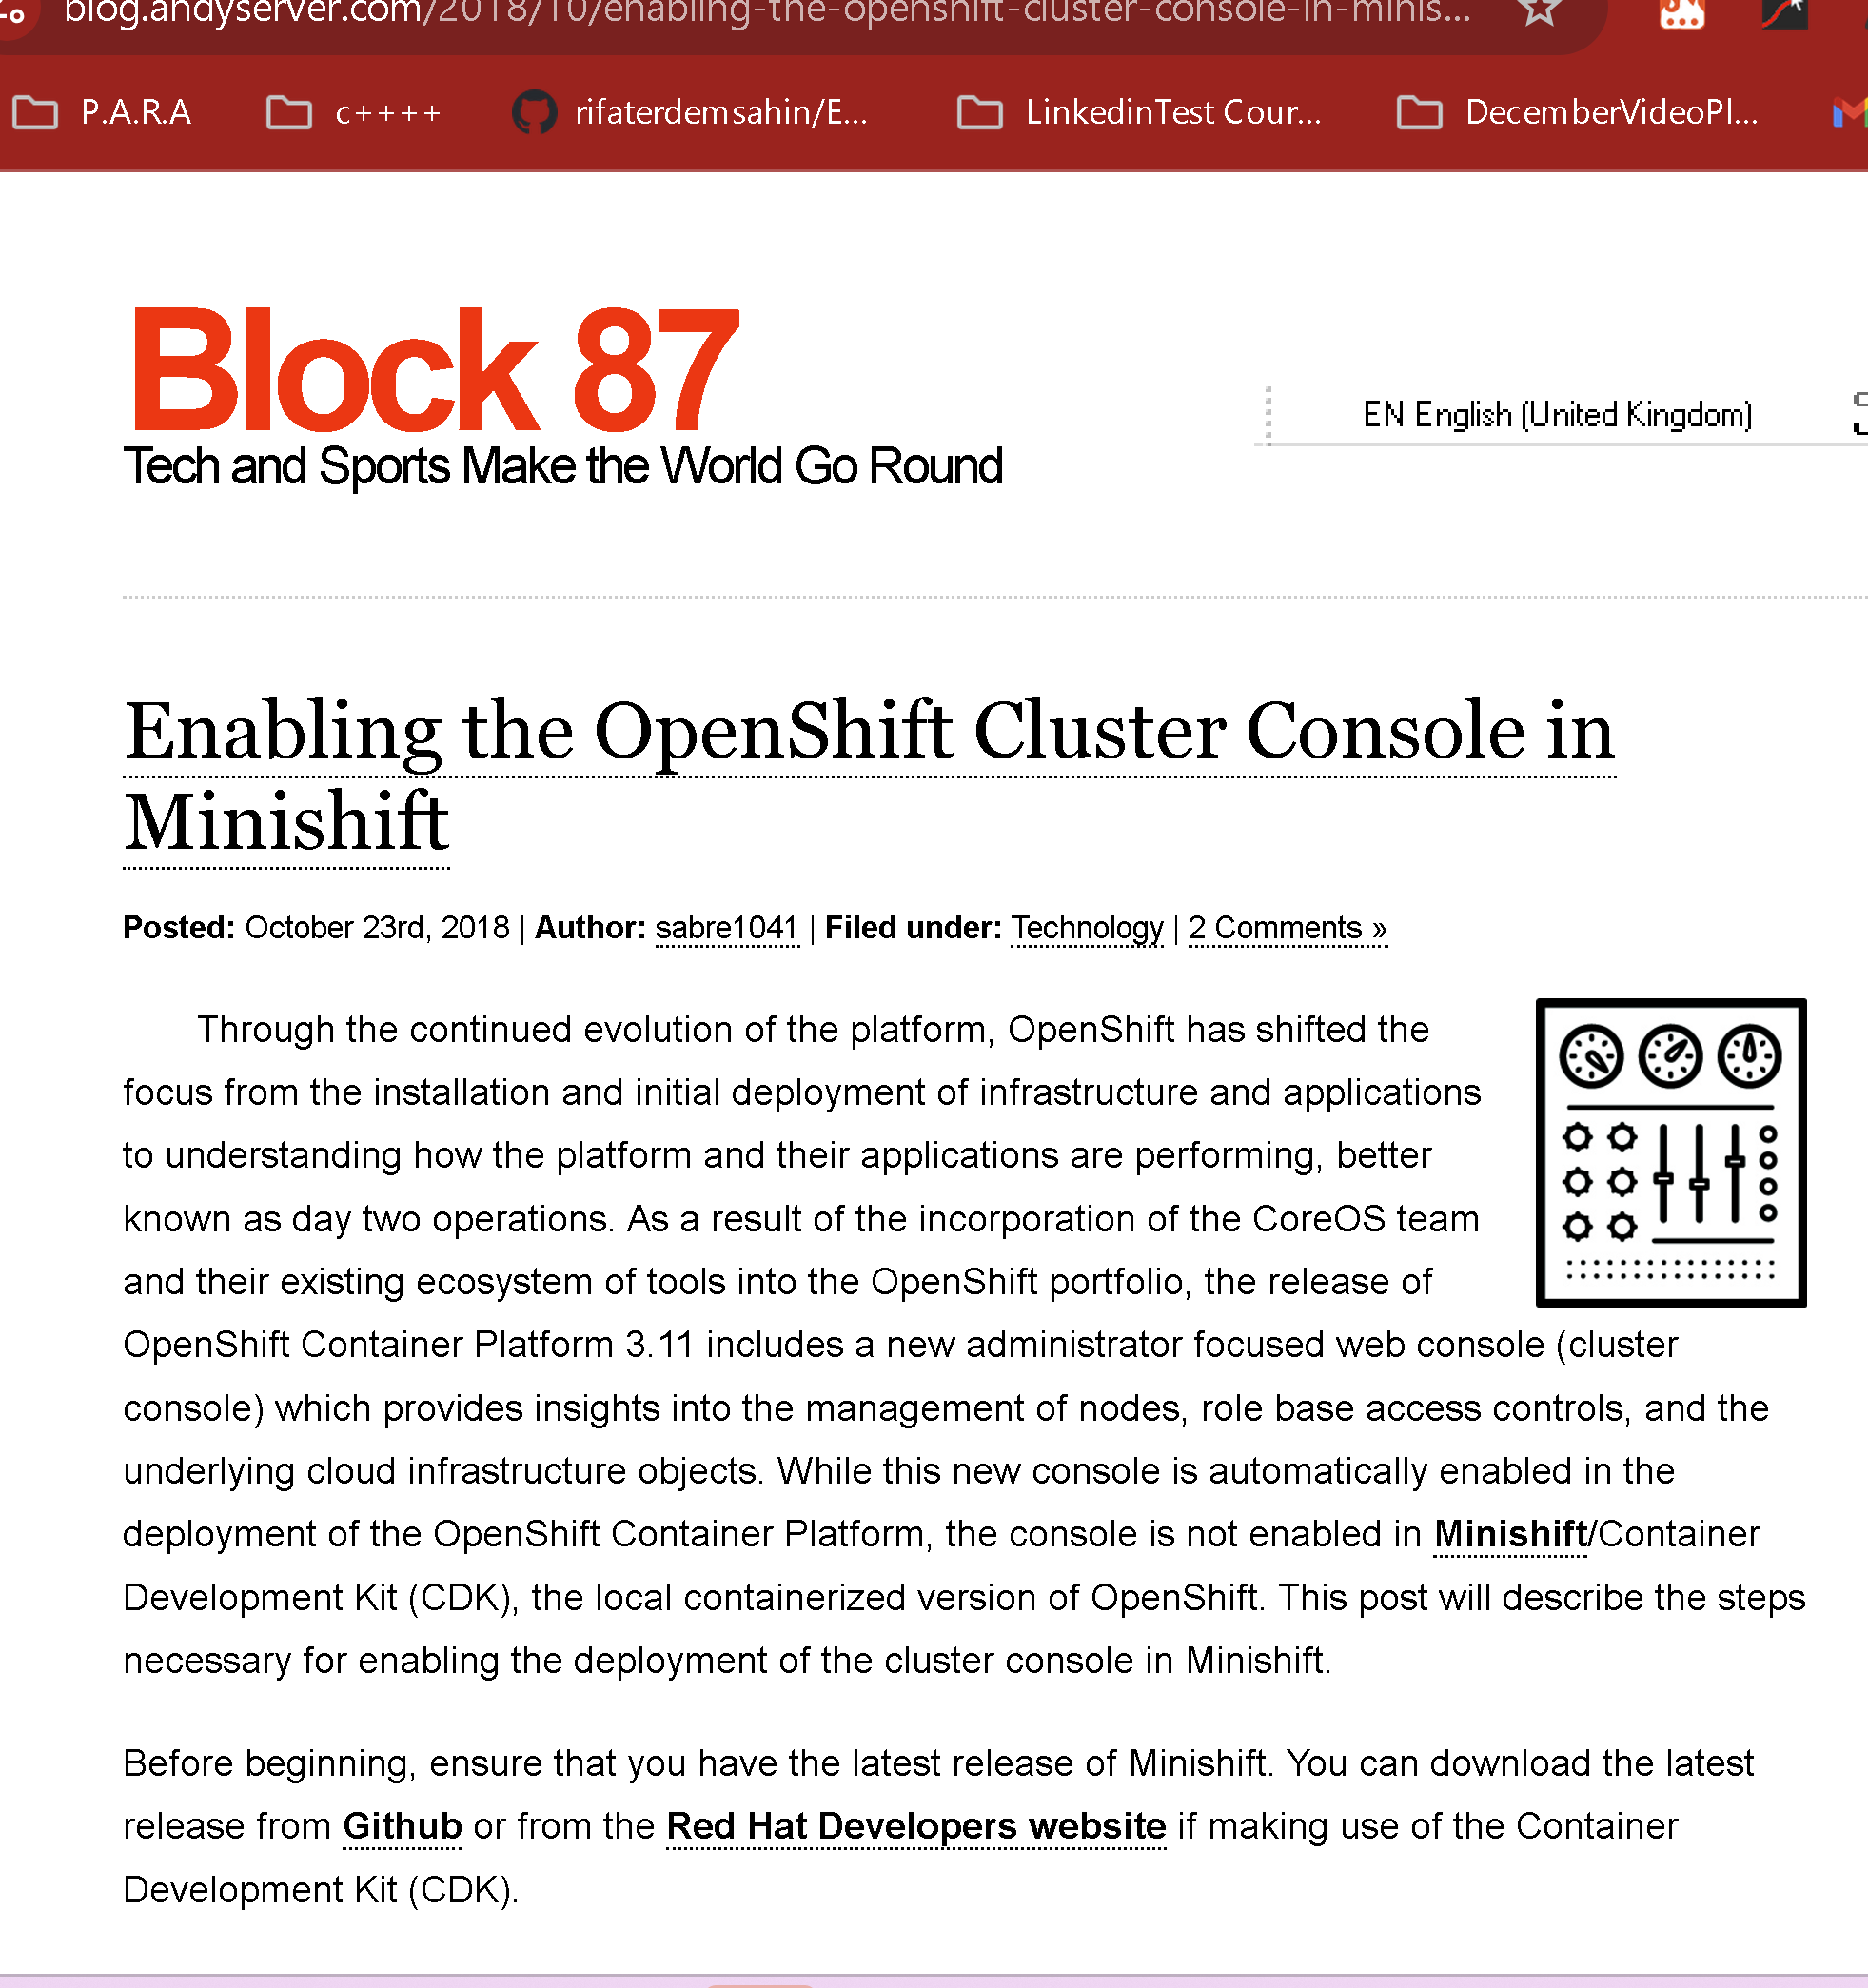 blog.andyserver.com/2018/10/enabling-the-openshift-cluster-console-in-minis...
P.A.R.A
c++++
rifaterdemsahin/E...
LinkedinTest Cour...
DecemberVideoPl...
Block 87
Tech and Sports Make the World Go Round
EN English (United Kingdom)
Enabling the OpenShift Cluster Console in
Minishift
Posted: October 23rd, 2018 | Author: sabre1041 | Filed under: Technology | 2 Comments »
Through the continued evolution of the platform, OpenShift has shifted the
focus from the installation and initial deployment of infrastructure and applications
to understanding how the platform and their applications are performing, better
known as day two operations. As a result of the incorporation of the CoreOS team
and their existing ecosystem of tools into the OpenShift portfolio, the release of
OpenShift Container Platform 3.11 includes a new administrator focused web console (cluster
console) which provides insights into the management of nodes, role base access controls, and the
underlying cloud infrastructure objects. While this new console is automatically enabled in the
deployment of the OpenShift Container Platform, the console is not enabled in Minishift/Container
Development Kit (CDK), the local containerized version of OpenShift. This post will describe the steps
necessary for enabling the deployment of the cluster console in Minishift.
Before beginning, ensure that you have the latest release of Minishift. You can download the latest
release from Github or from the Red Hat Developers website if making use of the Container
Development Kit (CDK).